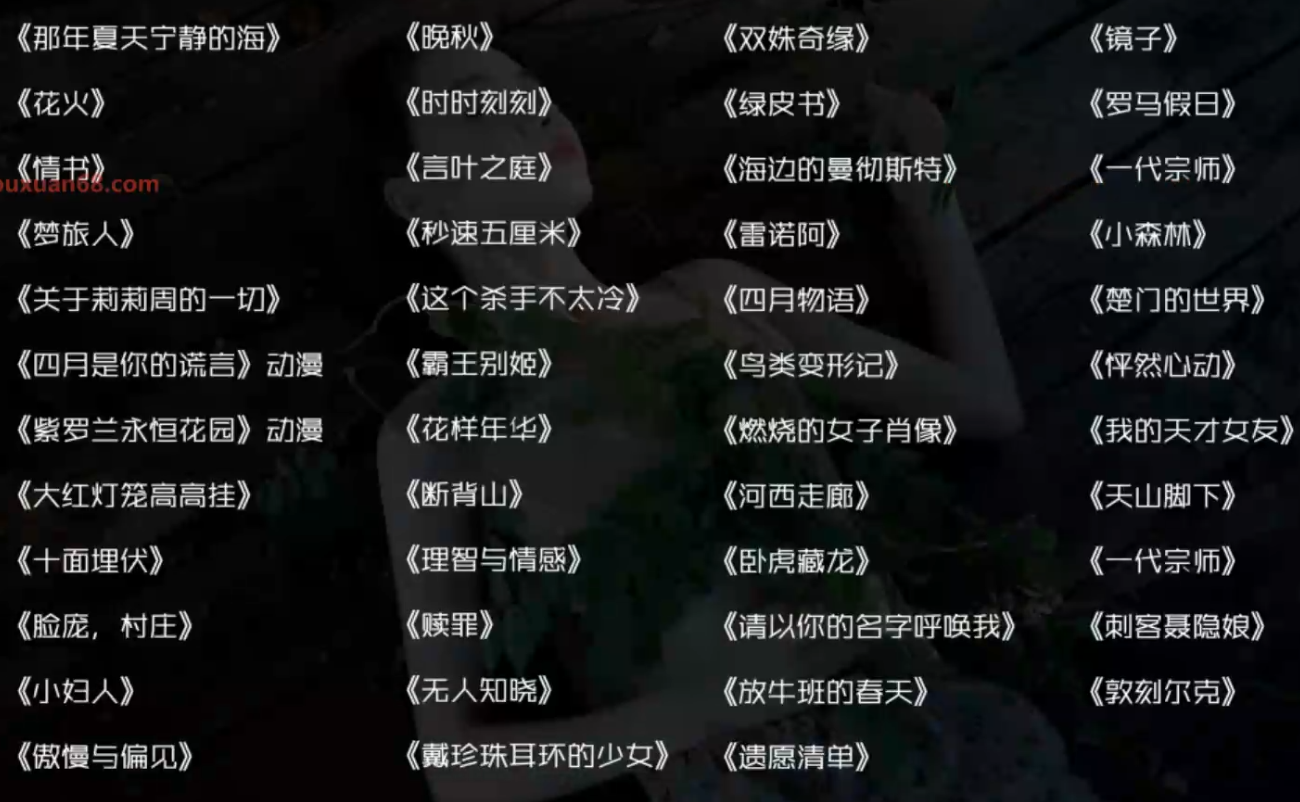 《那年夏天宁静的海》 《晚秋》 《双姝奇缘》 《镜子》
《花火》 《时时刻刻》 《绿皮书》 《罗马假日》
《情书》 《言叶之庭》 《海边的曼彻斯特》 《一代宗师》
ouxuan68.com
《梦旅人》 《秒速五厘米》 《雷诺阿》 《小森林》
《关于莉莉周的一切》 《这个杀手不太冷》 《四月物语》 《楚门的世界》
《四月是你的谎言》动漫 《霸王别姬》 《鸟类变形记》 《怦然心动》
《紫罗兰永恒花园》动漫 《花样年华》 《燃烧的女子肖像》 《我的天才女友》
《大红灯笼高高挂》 《断背山》 《河西走廊》 《天山脚下》
《十面埋伏》 《理智与情感》 《卧虎藏龙》 《一代宗师》
《脸庞，村庄》 《赎罪》 《请以你的名字呼唤我》 《刺客聂隐娘》
《小妇人》 《无人知晓》 《放牛班的春天》 《敦刻尔克》
《傲慢与偏见》 《戴珍珠耳环的少女》 《遗愿清单》